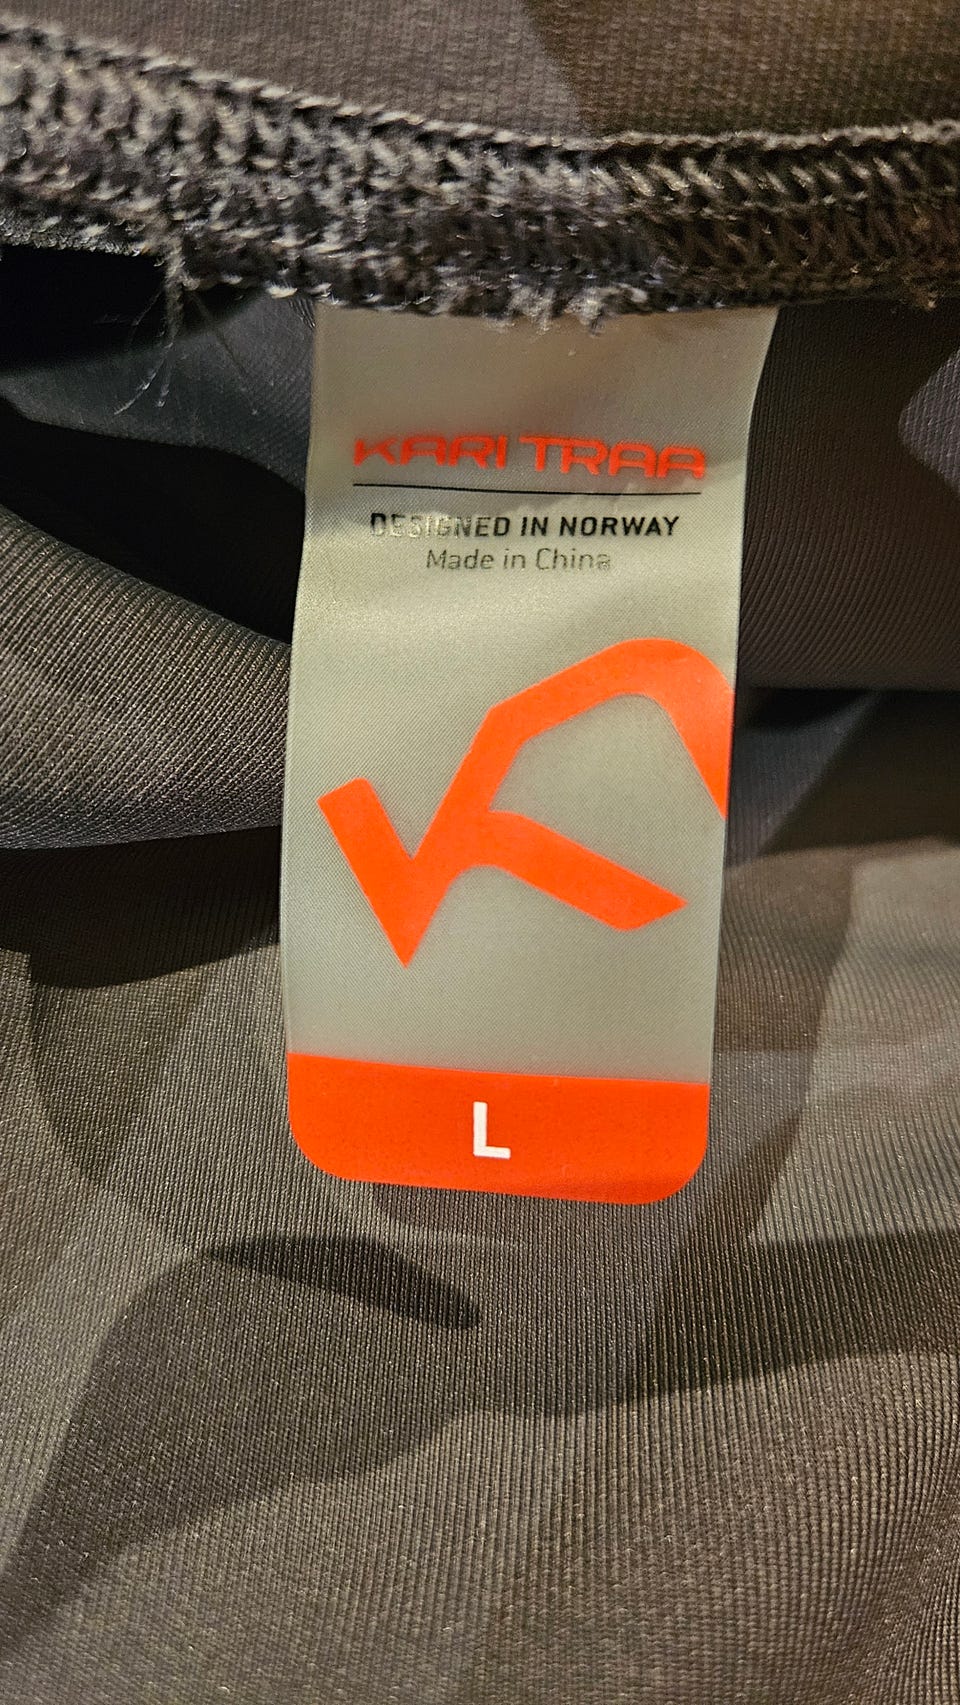 KARI TRAA
DESIGNED IN NORWAY
Made in China
L